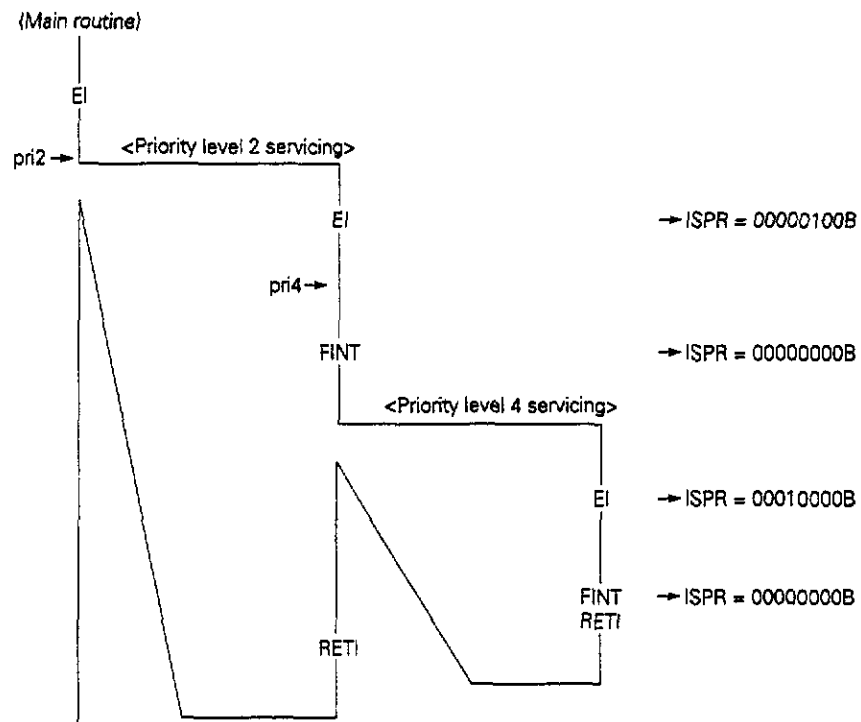 (Main routine)
EI
pri2 → <Priority level 2 servicing>
EI → ISPR = 00000100B
pri4 →
FINT → ISPR = 00000000B
<Priority level 4 servicing>
EI → ISPR = 00010000B
FINT → ISPR = 00000000B
RETI
RETI